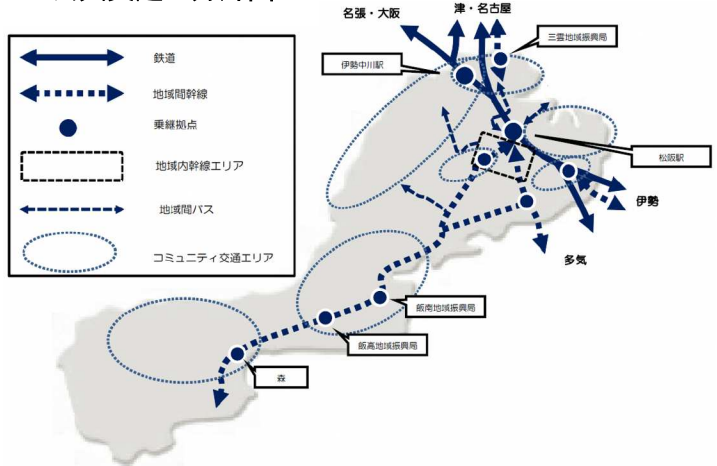 名張・大阪
津・名古屋
三雲地域振興局
伊勢中川駅
鉄道
地域間幹線
乗継拠点
地域内幹線エリア
地域間バス
コミュニティ交通エリア
松阪駅
伊勢
多気
飯南地域振興局
飯高地域振興局
森